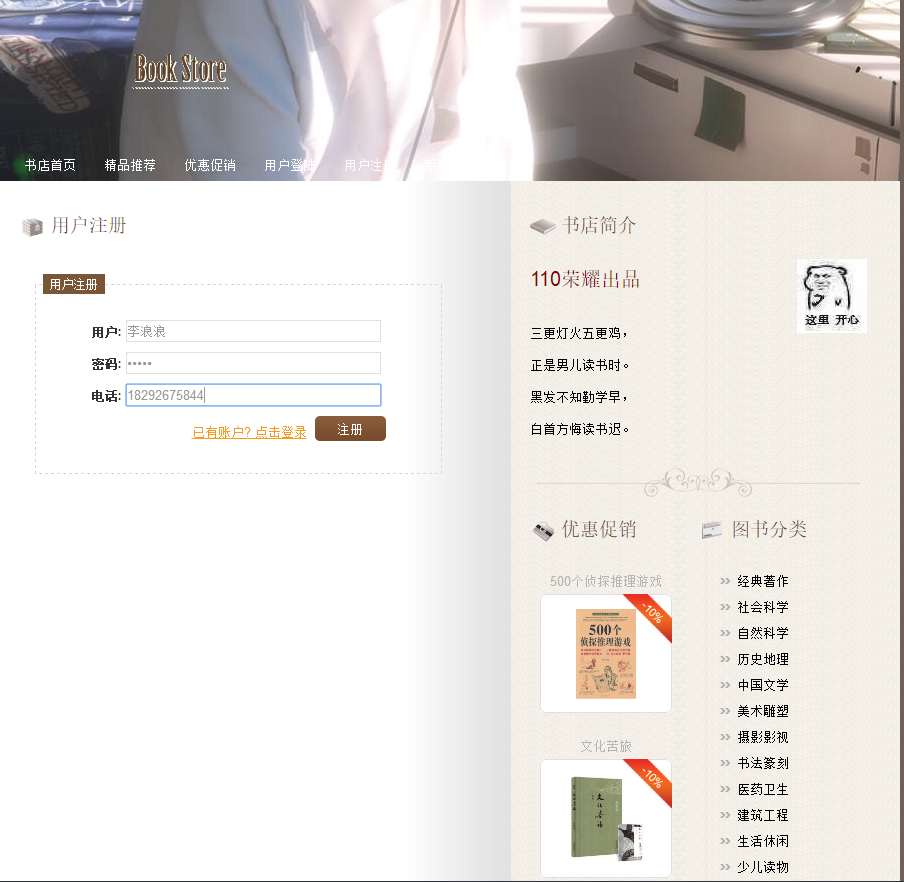 Book Store
书店首页 精品推荐 优惠促销 用户登陆 用户注册
用户注册
用户注册
用户: 李浪浪
密码: •••••
电话: 18292675844
已有账户? 点击登录 注册
书店简介
110荣耀出品
这里 开心
三更灯火五更鸡，
正是男儿读书时。
黑发不知勤学早，
白首方悔读书迟。
优惠促销
500个侦探推理游戏
-10%
500个
侦探推理游戏
文化苦旅
-10%
文化苦旅
图书分类
经典著作
社会科学
自然科学
历史地理
中国文学
美术雕塑
摄影影视
书法篆刻
医药卫生
建筑工程
生活休闲
少儿读物